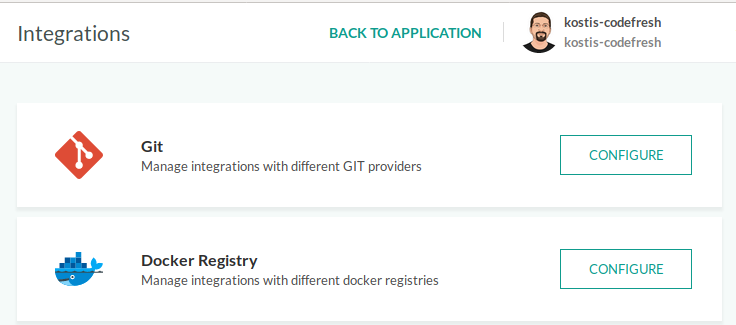 Integrations
BACK TO APPLICATION
kostis-codefresh
kostis-codefresh
Git
Manage integrations with different GIT providers
CONFIGURE
Docker Registry
Manage integrations with different docker registries
CONFIGURE